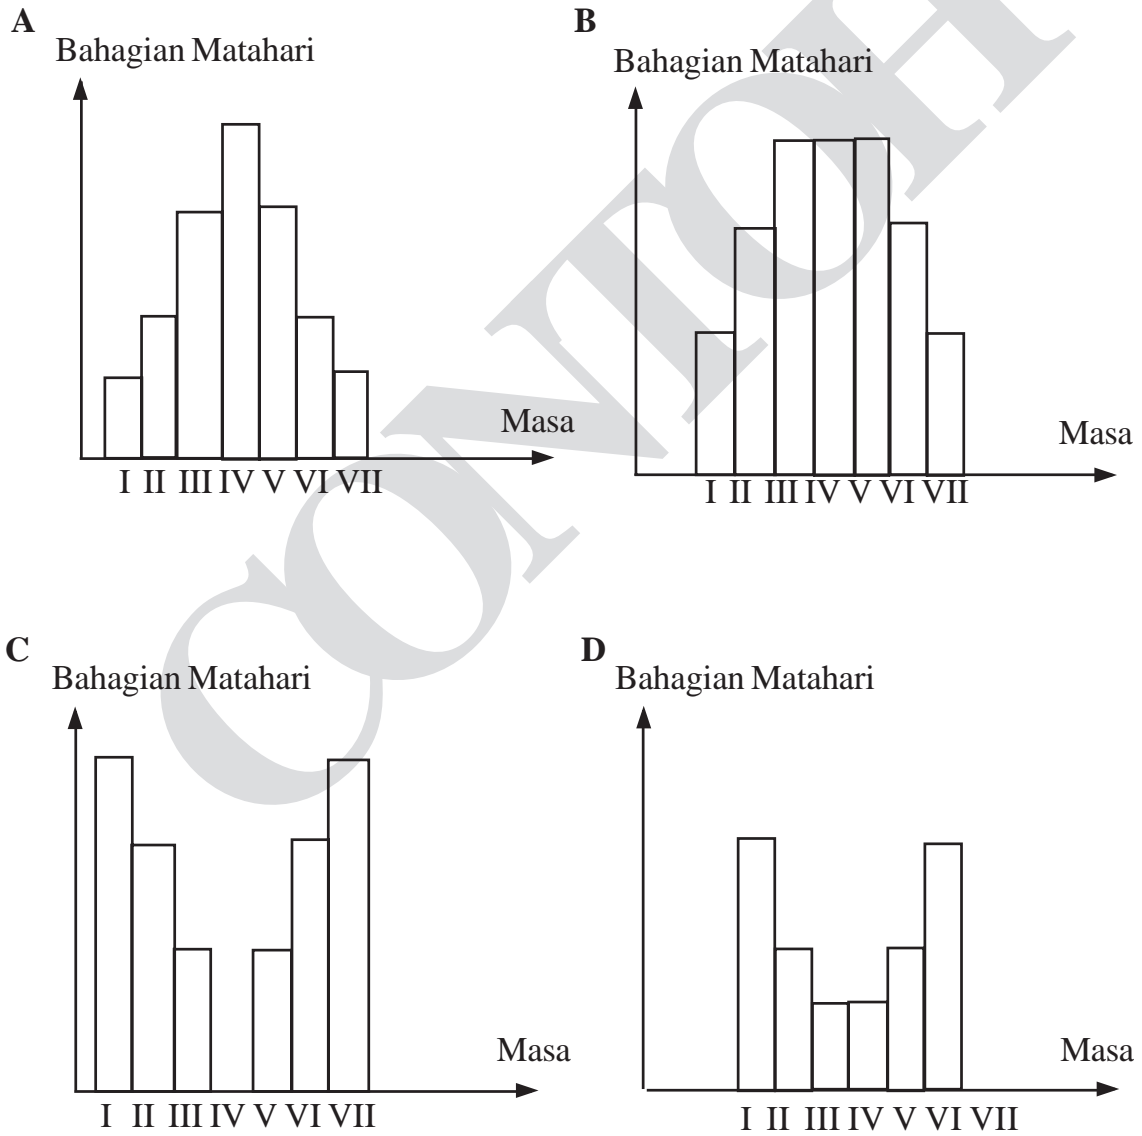 A
Bahagian Matahari
Masa
I II III IV V VI VII
B
Bahagian Matahari
Masa
I II III IV V VI VII
C
Bahagian Matahari
Masa
I II III IV V VI VII
D
Bahagian Matahari
Masa
I II III IV V VI VII
CONTOH